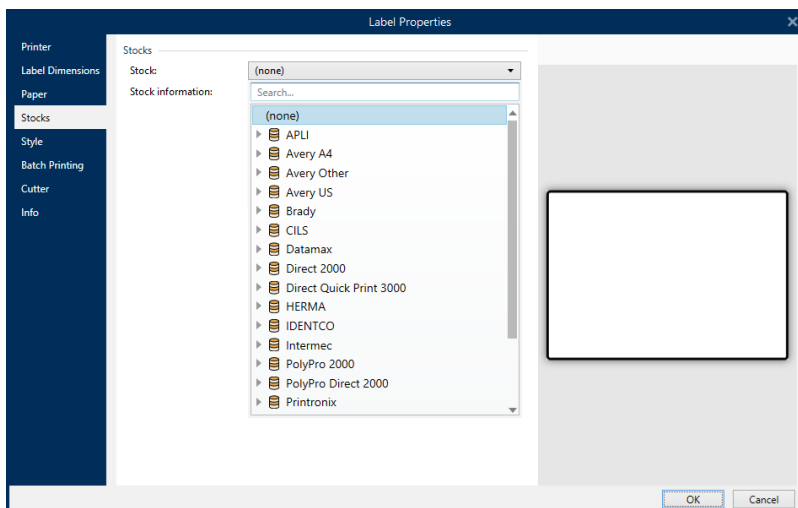 Label Properties
Printer
Label Dimensions
Paper
Stocks
Style
Batch Printing
Cutter
Info
Stocks
Stock: (none)
Stock information: Search...
(none)
APLI
Avery A4
Avery Other
Avery US
Brady
CILS
Datamax
Direct 2000
Direct Quick Print 3000
HERMA
IDENTCO
Intermec
PolyPro 2000
PolyPro Direct 2000
Printronix
OK Cancel